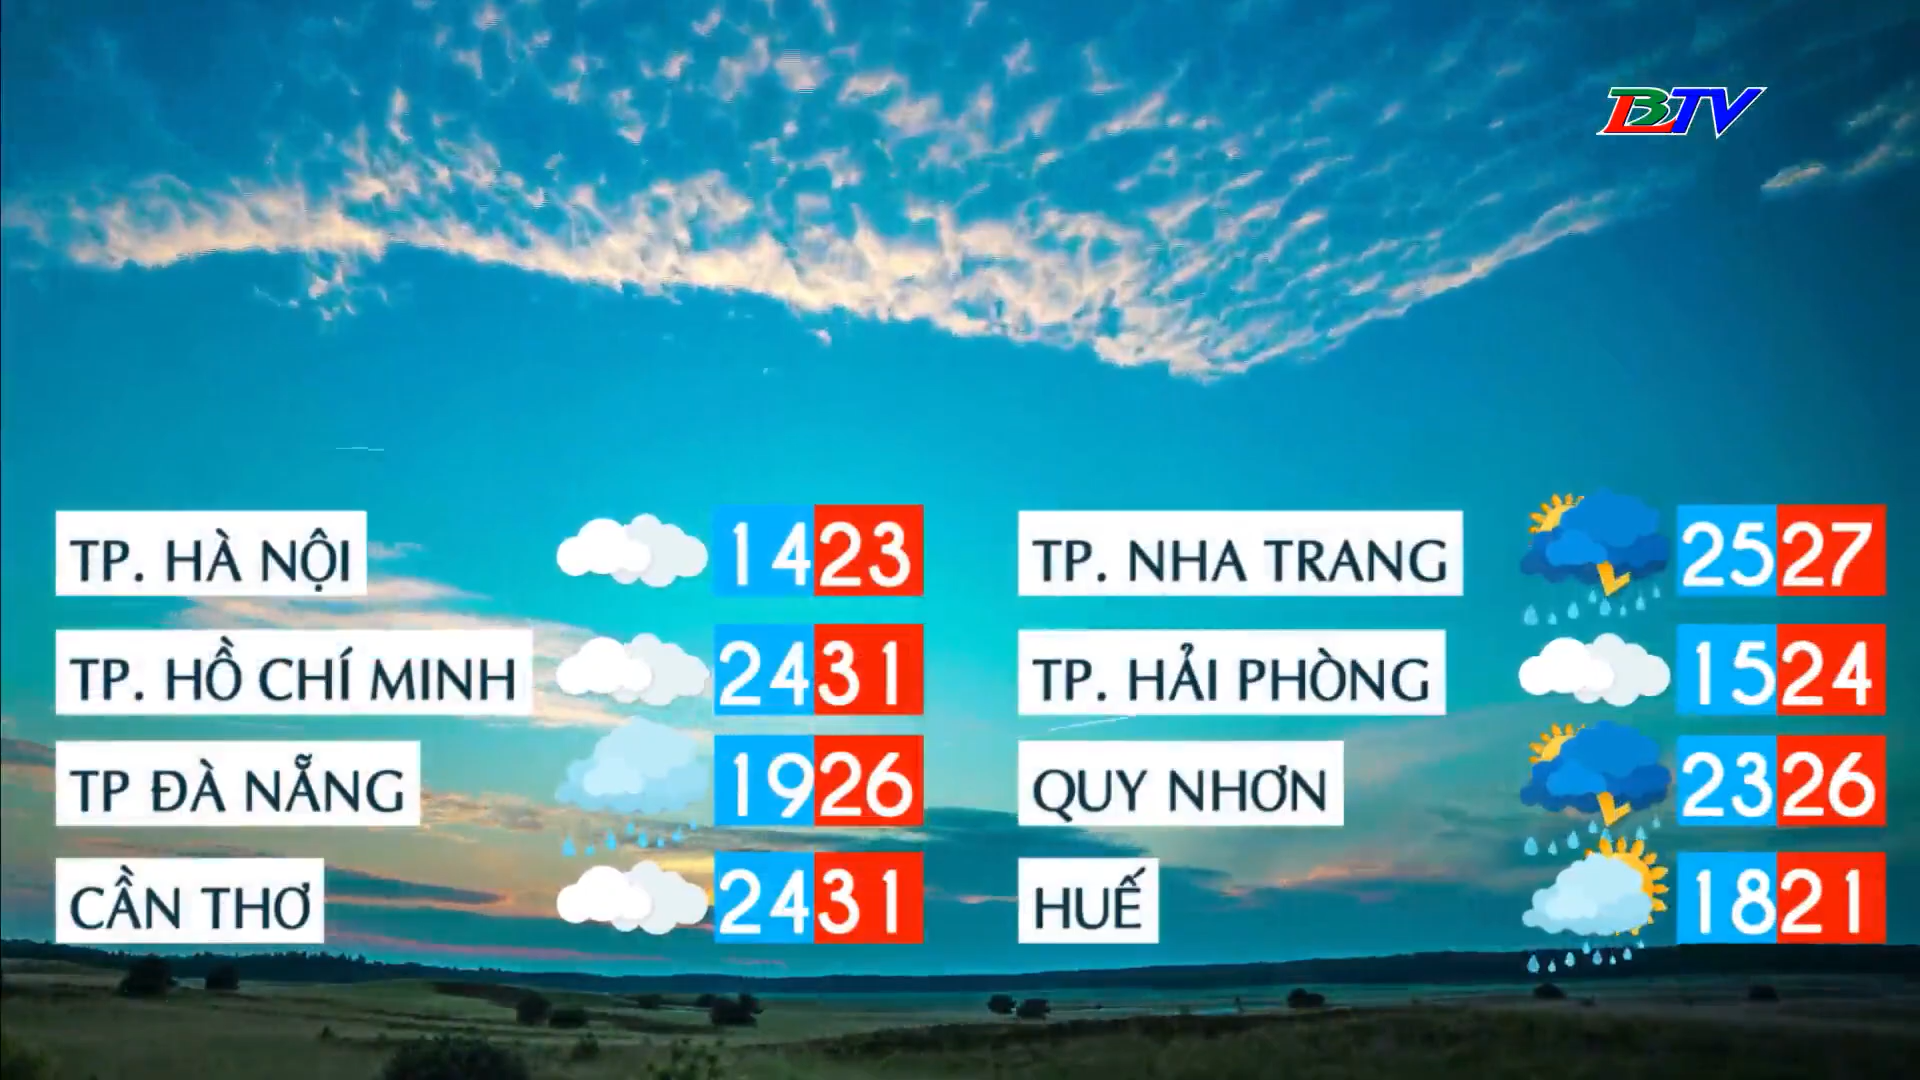 BTV
TP. HÀ NỘI 14 23
TP. HỒ CHÍ MINH 24 31
TP ĐÀ NẴNG 19 26
CẦN THƠ 24 31
TP. NHA TRANG 25 27
TP. HẢI PHÒNG 15 24
QUY NHƠN 23 26
HUẾ 18 21